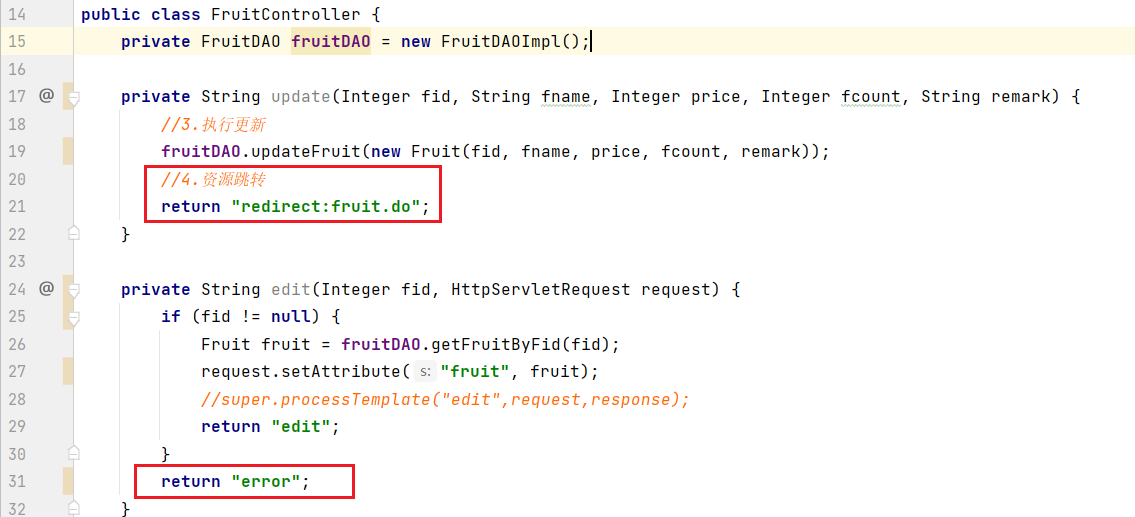 14 public class FruitController {
15 private FruitDAO fruitDAO = new FruitDAOImpl();
16
17 @ private String update(Integer fid, String fname, Integer price, Integer fcount, String remark) {
18 //3.执行更新
19 fruitDAO.updateFruit(new Fruit(fid, fname, price, fcount, remark));
20 //4.资源跳转
21 return "redirect:fruit.do";
22 }
23
24 @ private String edit(Integer fid, HttpServletRequest request) {
25 if (fid != null) {
26 Fruit fruit = fruitDAO.getFruitByFid(fid);
27 request.setAttribute( s: "fruit", fruit);
28 //super.processTemplate("edit",request,response);
29 return "edit";
30 }
31 return "error";
32 }